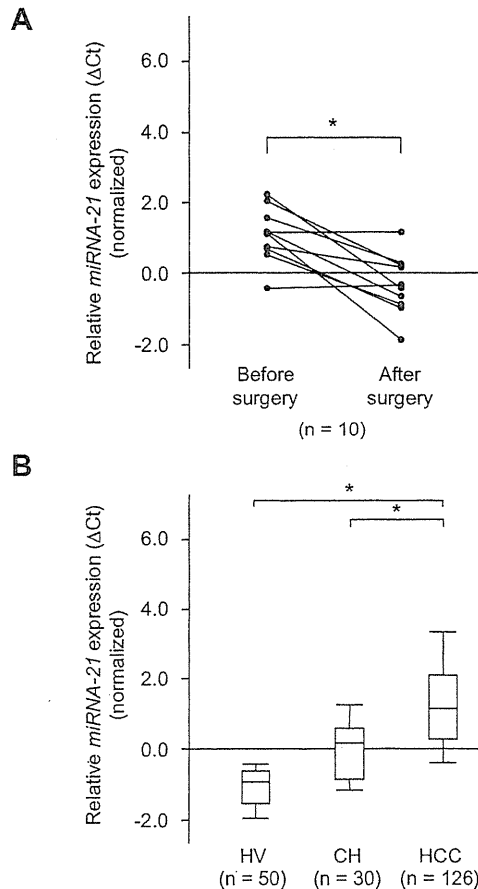 A
Relative miRNA-21 expression (ΔCt)
(normalized)
6.0
4.0
2.0
0.0
-2.0
*
Before
surgery
After
surgery
(n = 10)
B
Relative miRNA-21 expression (ΔCt)
(normalized)
6.0
4.0
2.0
0.0
-2.0
*
*
HV
(n = 50)
CH
(n = 30)
HCC
(n = 126)